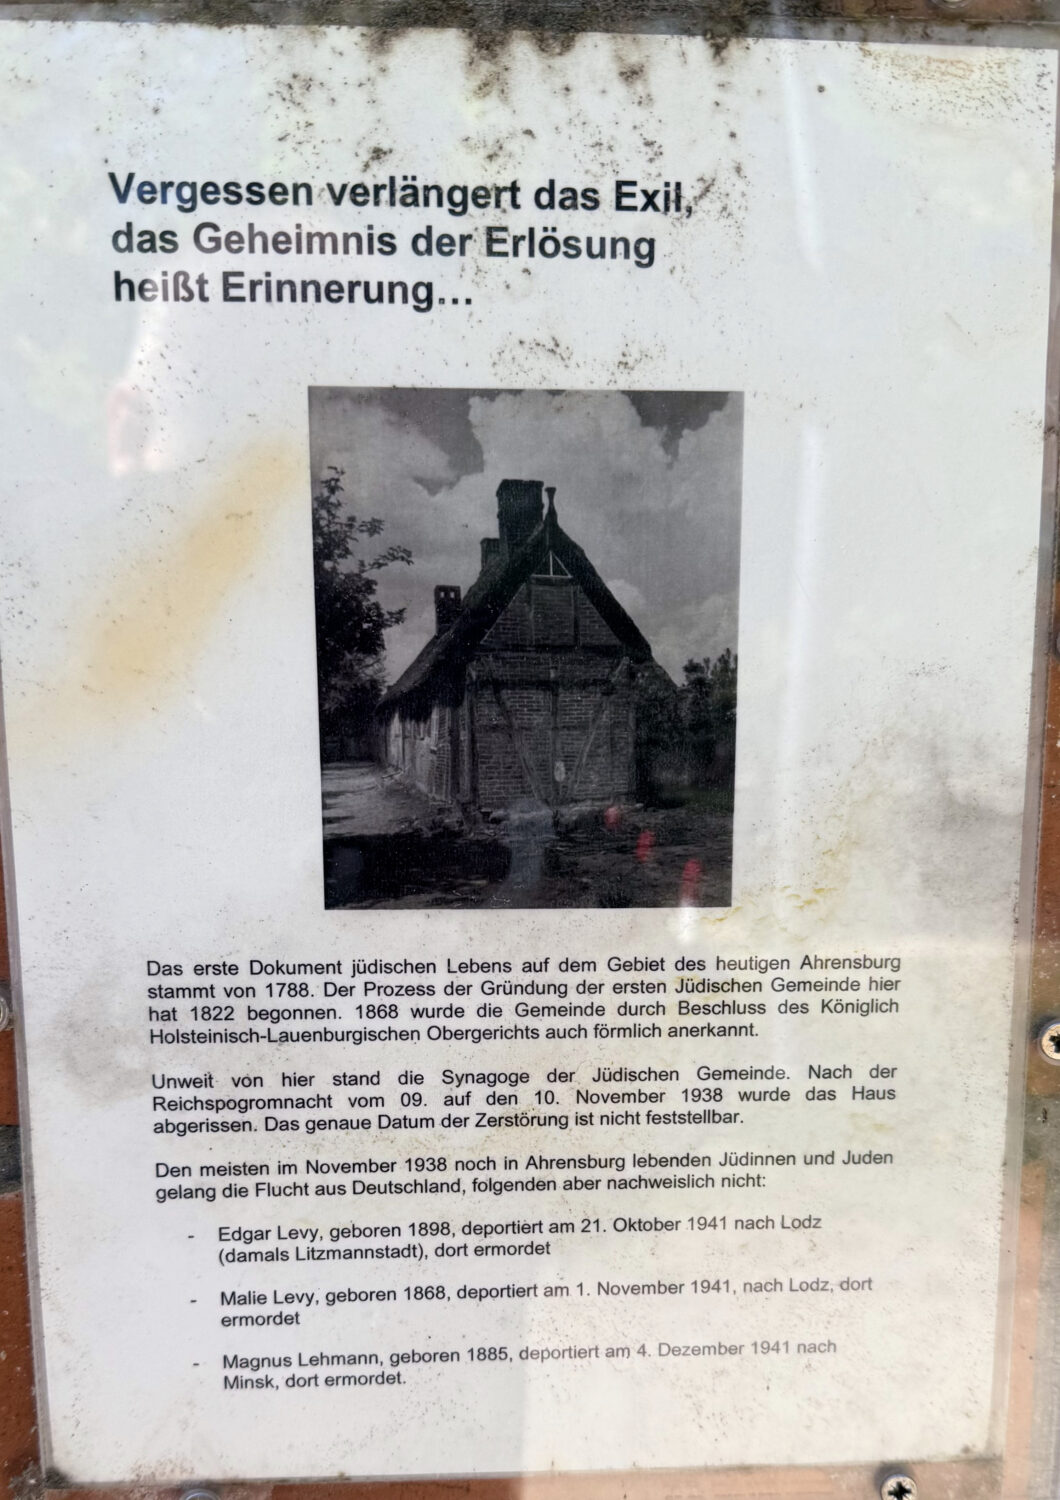 Vergessen verlängert das Exil,
das Geheimnis der Erlösung
heißt Erinnerung...
Das erste Dokument jüdischen Lebens auf dem Gebiet des heutigen Ahrensburg
stammt von 1788. Der Prozess der Gründung der ersten Jüdischen Gemeinde hier
hat 1822 begonnen. 1868 wurde die Gemeinde durch Beschluss des Königlich
Holsteinisch-Lauenburgischen Obergerichts auch förmlich anerkannt.
Unweit von hier stand die Synagoge der Jüdischen Gemeinde. Nach der
Reichspogromnacht vom 09. auf den 10. November 1938 wurde das Haus
abgerissen. Das genaue Datum der Zerstörung ist nicht feststellbar.
Den meisten im November 1938 noch in Ahrensburg lebenden Jüdinnen und Juden
gelang die Flucht aus Deutschland, folgenden aber nachweislich nicht:
- Edgar Levy, geboren 1898, deportiert am 21. Oktober 1941 nach Lodz
(damals Litzmannstadt), dort ermordet
- Malie Levy, geboren 1868, deportiert am 1. November 1941, nach Lodz, dort
ermordet
- Magnus Lehmann, geboren 1885, deportiert am 4. Dezember 1941 nach
Minsk, dort ermordet.